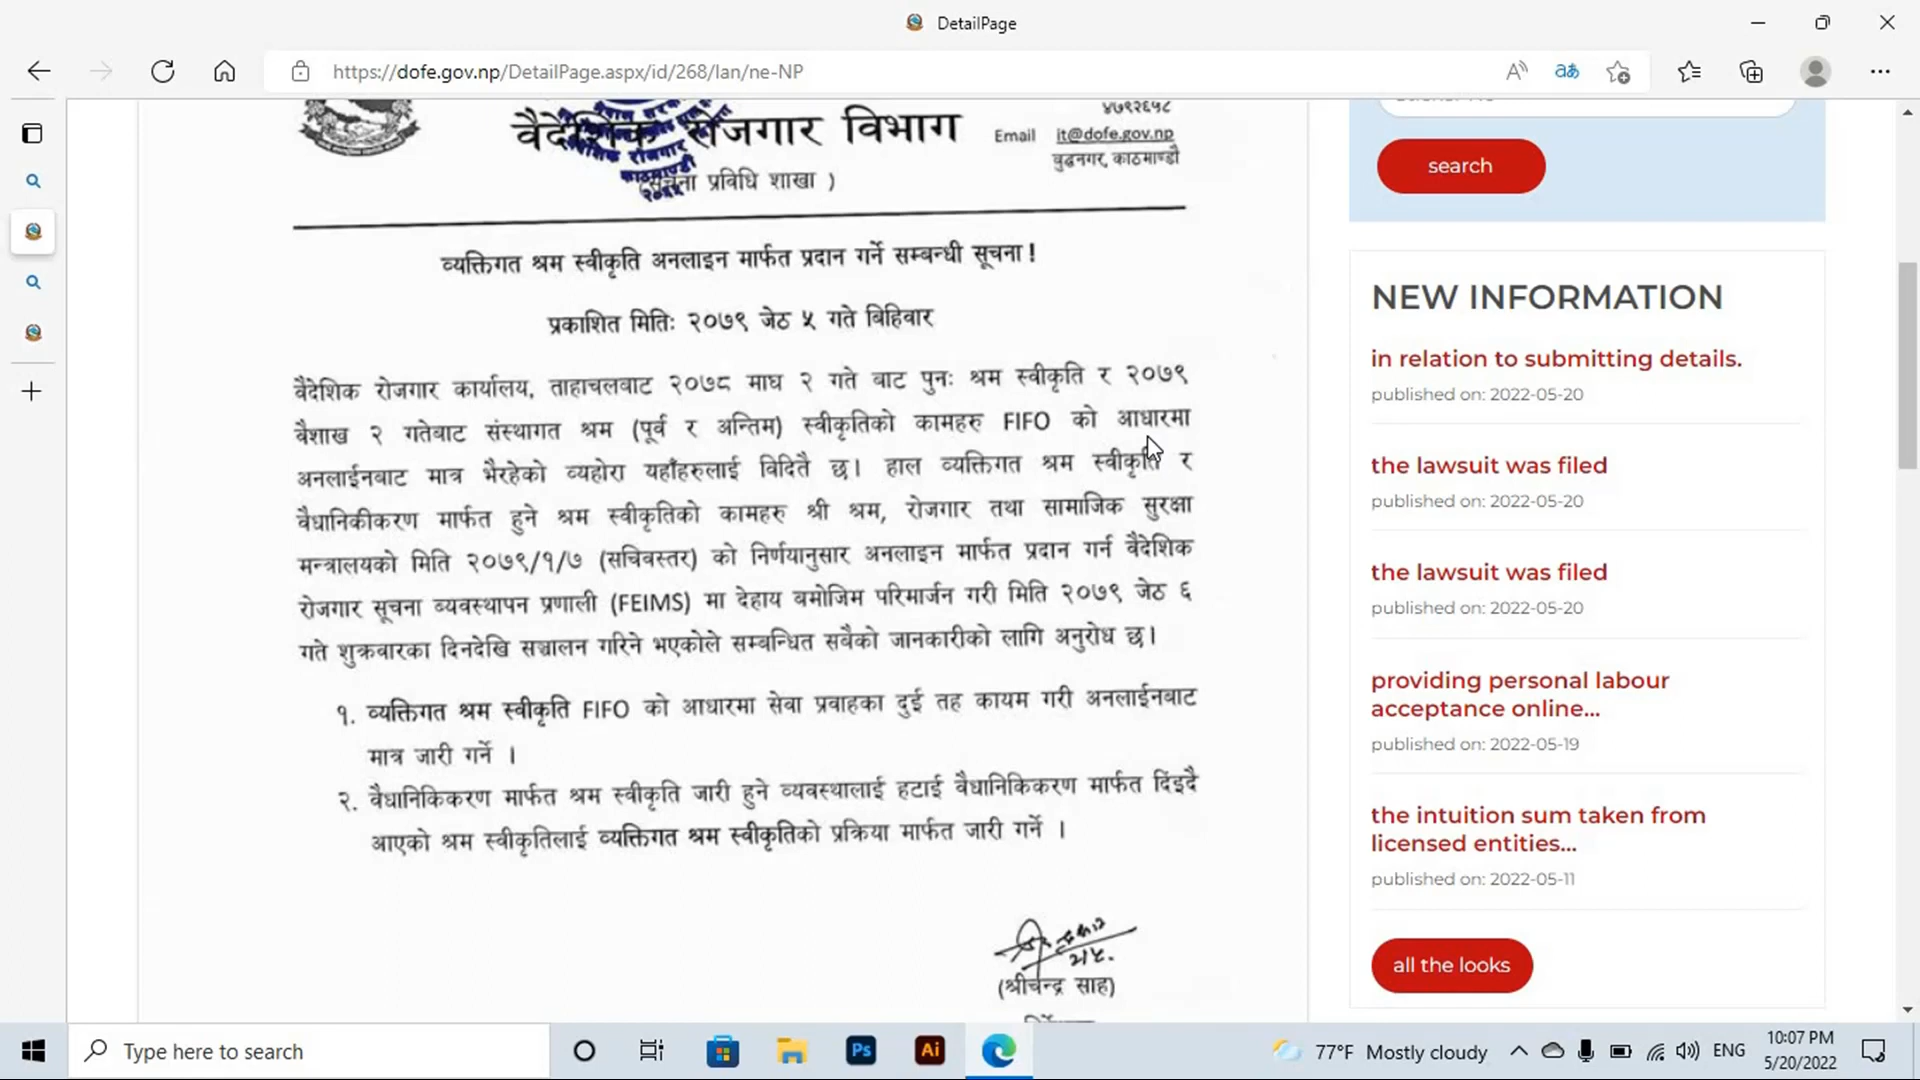 DetailPage
https://dofe.gov.np/DetailPage.aspx/id/268/lan/ne-NP
वैदेशिक रोजगार विभाग
४७९२६५८
Email it@dofe.gov.np
बुद्धनगर, काठमाण्डौ
(सूचना प्रविधि शाखा )
व्यक्तिगत श्रम स्वीकृति अनलाइन मार्फत प्रदान गर्ने सम्बन्धी सूचना!
प्रकाशित मितिः २०७९ जेठ ५ गते बिहिवार
वैदेशिक रोजगार कार्यालय, ताहाचलबाट २०७८ माघ २ गते बाट पुनः श्रम स्वीकृति र २०७९
वैशाख २ गतेबाट संस्थागत श्रम (पूर्व र अन्तिम) स्वीकृतिको कामहरु FIFO को आधारमा
अनलाईनबाट मात्र भैरहेको व्यहोरा यहाँहरुलाई विदितै छ। हाल व्यक्तिगत श्रम स्वीकृति र
वैधानिकीकरण मार्फत हुने श्रम स्वीकृतिको कामहरु श्री श्रम, रोजगार तथा सामाजिक सुरक्षा
मन्त्रालयको मिति २०७९/१/७ (सचिवस्तर) को निर्णयानुसार अनलाइन मार्फत प्रदान गर्न वैदेशिक
रोजगार सूचना व्यवस्थापन प्रणाली (FEIMS) मा देहाय बमोजिम परिमार्जन गरी मिति २०७९ जेठ ६
गते शुक्रबारका दिनदेखि सञ्चालन गरिने भएकोले सम्बन्धित सबैको जानकारीको लागि अनुरोध छ।
१. व्यक्तिगत श्रम स्वीकृति FIFO को आधारमा सेवा प्रवाहका दुई तह कायम गरी अनलाईनबाट
मात्र जारी गर्ने ।
२. वैधानिकिकरण मार्फत श्रम स्वीकृति जारी हुने व्यवस्थालाई हटाई वैधानिकिकरण मार्फत दिंइदै
आएको श्रम स्वीकृतिलाई व्यक्तिगत श्रम स्वीकृतिको प्रक्रिया मार्फत जारी गर्ने ।
(श्रीचन्द्र साह)
search
NEW INFORMATION
in relation to submitting details.
published on: 2022-05-20
the lawsuit was filed
published on: 2022-05-20
the lawsuit was filed
published on: 2022-05-20
providing personal labour
acceptance online...
published on: 2022-05-19
the intuition sum taken from
licensed entities...
published on: 2022-05-11
all the looks
Type here to search
Ps
Ai
77°F Mostly cloudy
ENG
10:07 PM
5/20/2022